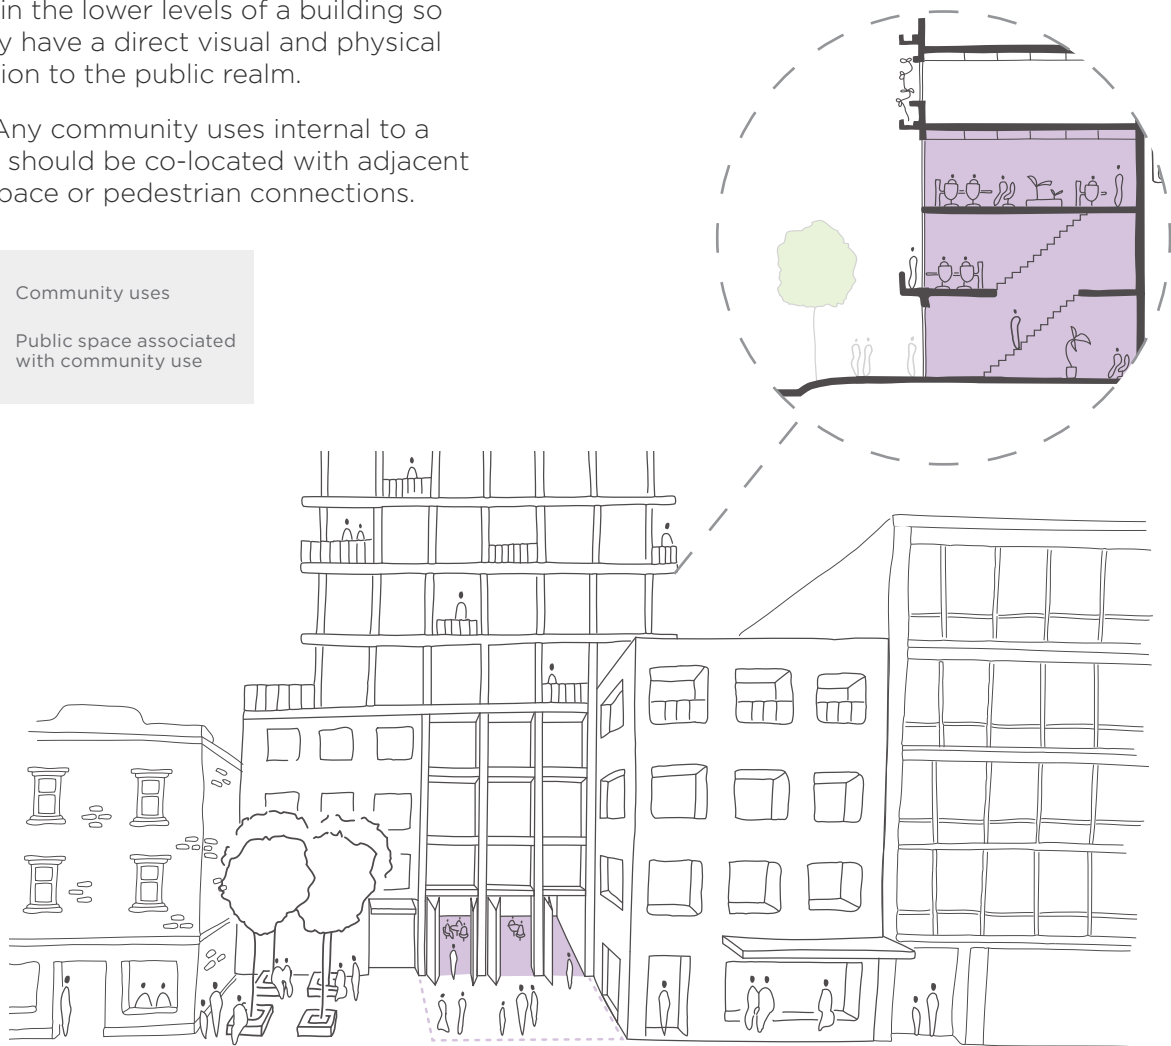 in the lower levels of a building so
y have a direct visual and physical
tion to the public realm.
Any community uses internal to a
should be co-located with adjacent
pace or pedestrian connections.
Community uses
Public space associated
with community use